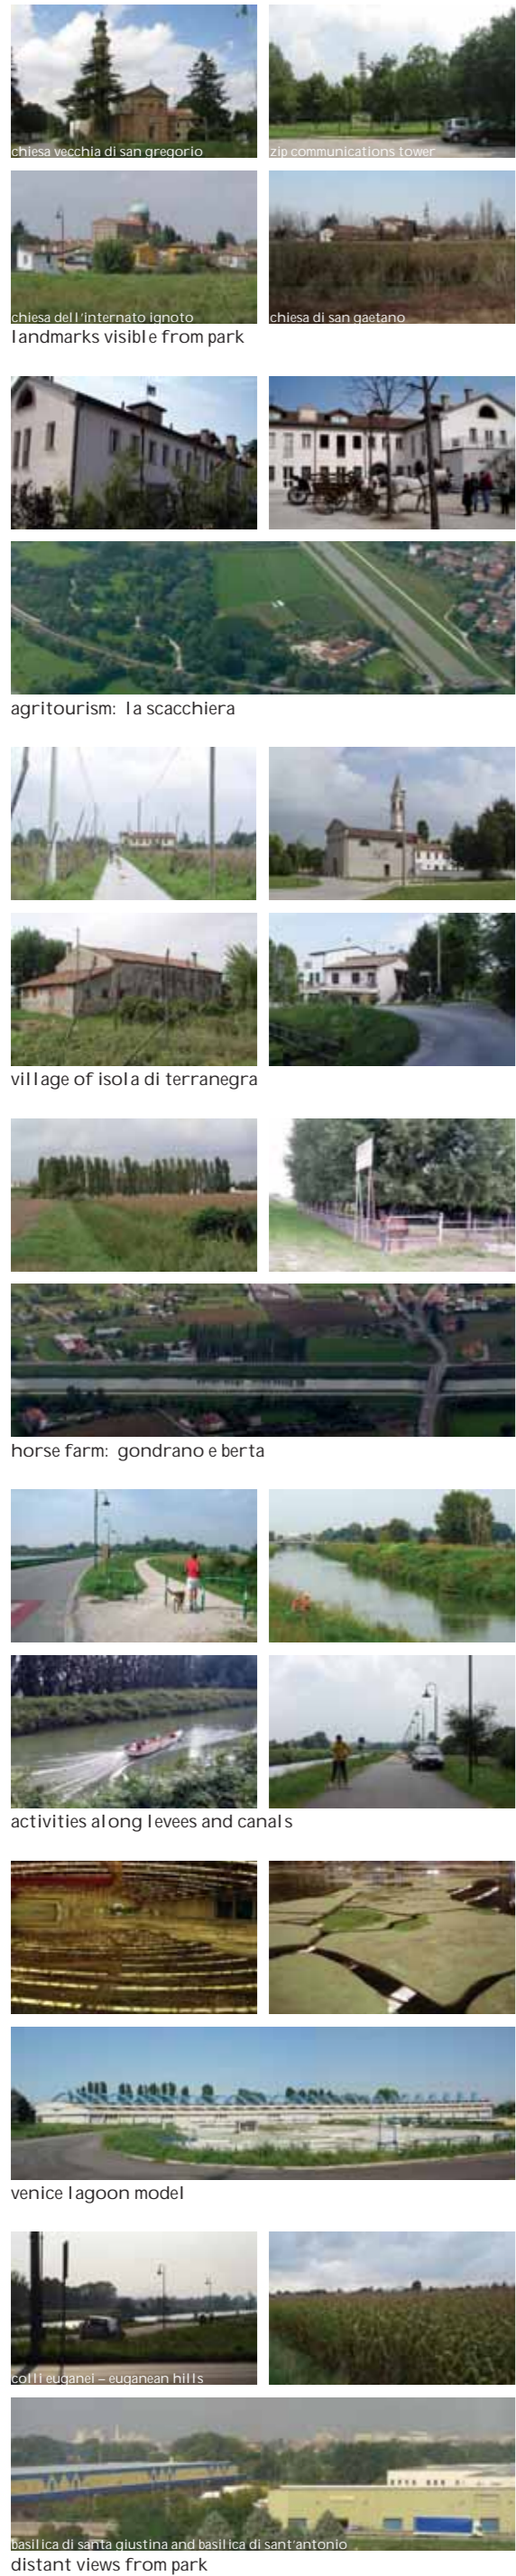 chiesa vecchia di san gregorio
zip communications tower
chiesa dell'internato ignoto
chiesa di san gaetano
landmarks visible from park
agritourism: la scacchiera
village of isola di terranegra
horse farm: gondrano e berta
activities along levees and canals
venice lagoon model
colli euganei – euganean hills
basilica di santa giustina and basilica di sant'antonio
distant views from park